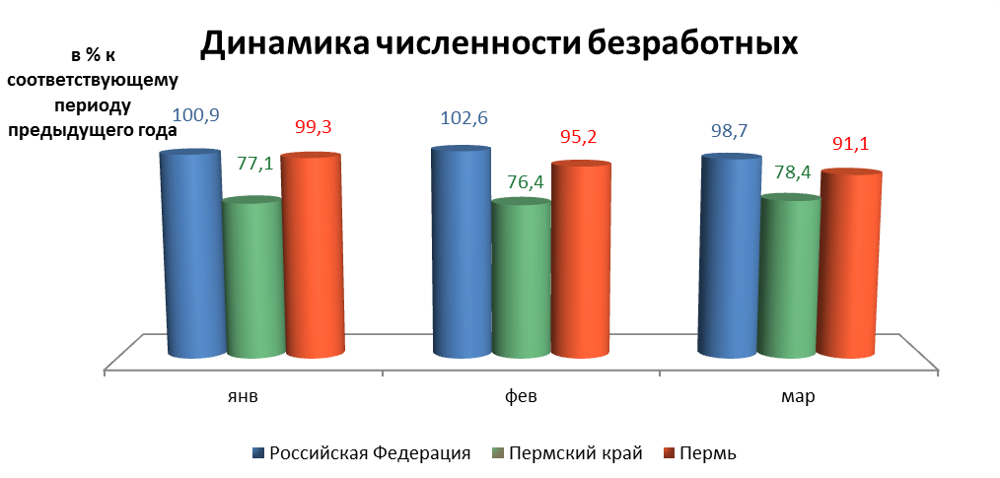 Динамика численности безработных
в % к
соответствующему
периоду
предыдущего года
100,9
77,1
99,3
102,6
76,4
95,2
98,7
78,4
91,1
янв
фев
мар
Российская Федерация
Пермский край
Пермь